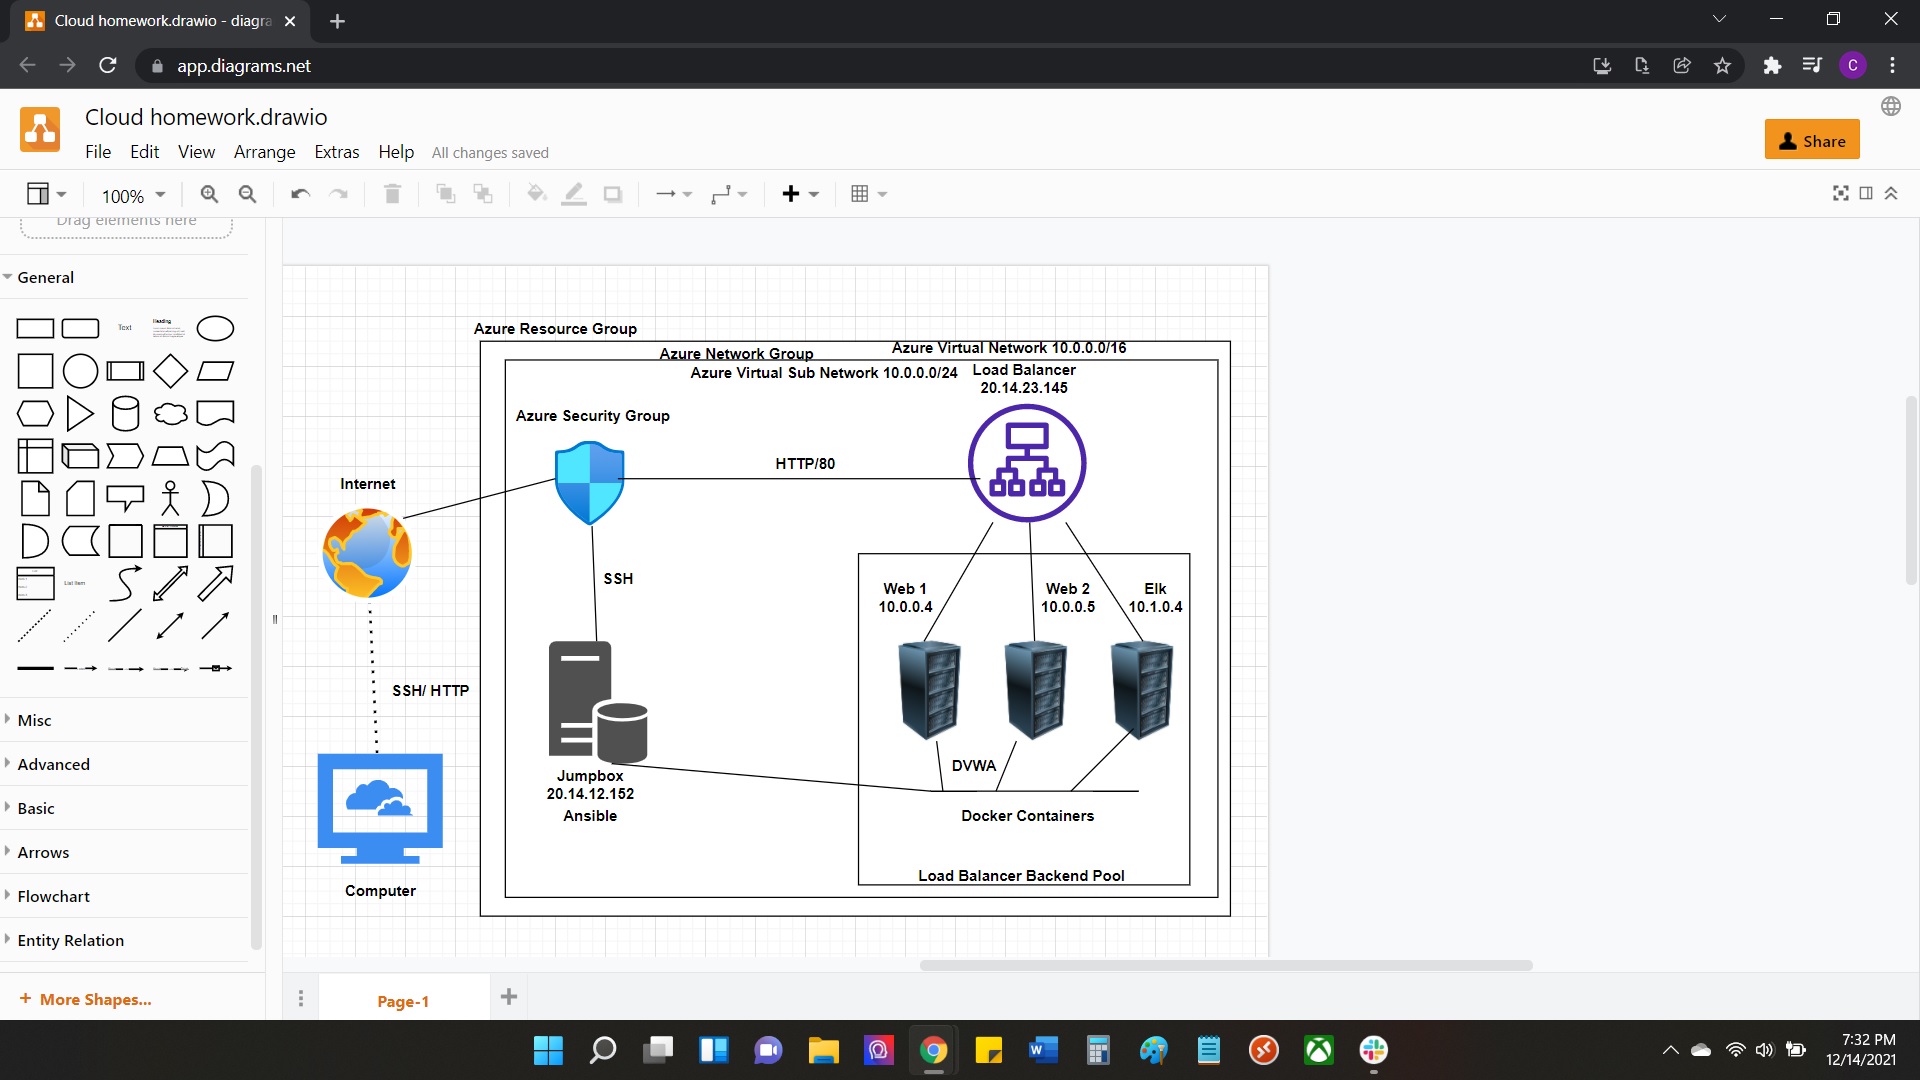 Cloud homework.drawio - diagra
app.diagrams.net
C
Cloud homework.drawio
File Edit View Arrange Extras Help All changes saved
Share
100%
Drag elements here
General
Text
Heading
List Item
Misc
Advanced
Basic
Arrows
Flowchart
Entity Relation
+ More Shapes...
Azure Resource Group
Azure Network Group
Azure Virtual Network 10.0.0.0/16
Azure Virtual Sub Network 10.0.0.0/24
Load Balancer
20.14.23.145
Azure Security Group
HTTP/80
Internet
SSH
Web 1
10.0.0.4
Web 2
10.0.0.5
Elk
10.1.0.4
SSH/ HTTP
DVWA
Jumpbox
20.14.12.152
Ansible
Docker Containers
Load Balancer Backend Pool
Computer
Page-1
W
7:32 PM
12/14/2021